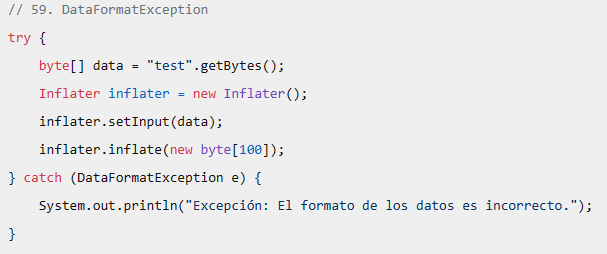 // 59. DataFormatException
try {
    byte[] data = "test".getBytes();
    Inflater inflater = new Inflater();
    inflater.setInput(data);
    inflater.inflate(new byte[100]);
} catch (DataFormatException e) {
    System.out.println("Excepción: El formato de los datos es incorrecto.");
}